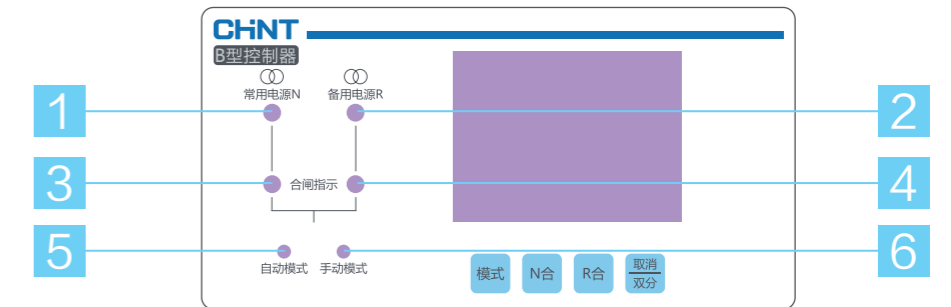 CHNT
B型控制器
常用电源N 备用电源R
1 2
3 合闸指示 4
5 6
自动模式 手动模式
模式 N合 R合 取消
双分